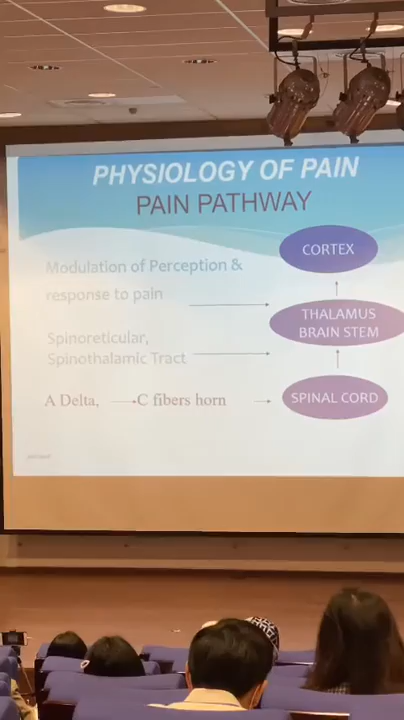 PHYSIOLOGY OF PAIN
PAIN PATHWAY
CORTEX
Modulation of Perception &
response to pain
THALAMUS
BRAIN STEM
Spinoreticular,
Spinothalamic Tract
A Delta, → C fibers horn → SPINAL CORD